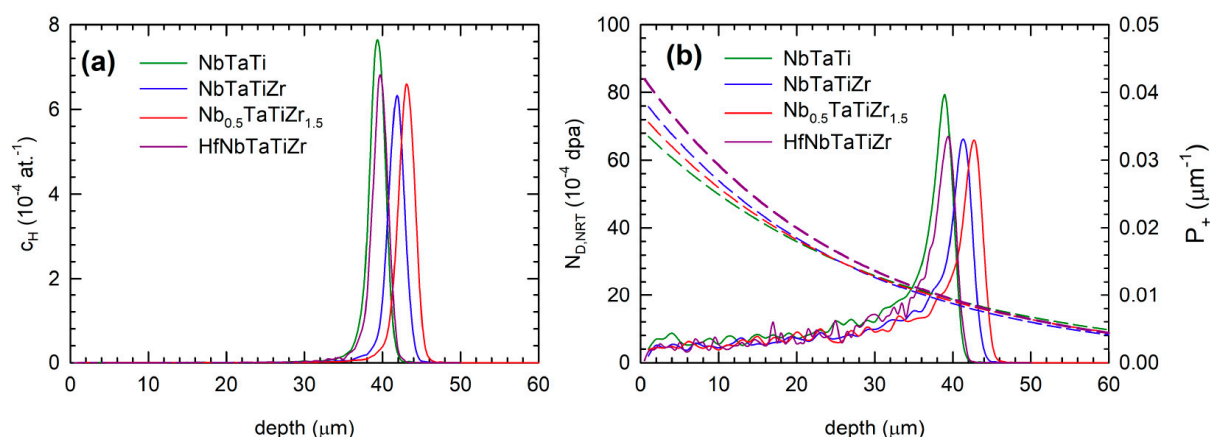 (a)
NbTaTi
NbTaTiZr
Nb₀.₅TaTiZr₁.₅
HfNbTaTiZr
c_H (10⁻⁴ at.⁻¹)
8
6
4
2
0
0 10 20 30 40 50 60
depth (μm)
(b)
NbTaTi
NbTaTiZr
Nb₀.₅TaTiZr₁.₅
HfNbTaTiZr
N_D,NRT (10⁻⁴ dpa)
100
80
60
40
20
0
0 10 20 30 40 50 60
depth (μm)
0.05
0.04
0.03
0.02
0.01
0.00
P₊ (μm⁻¹)